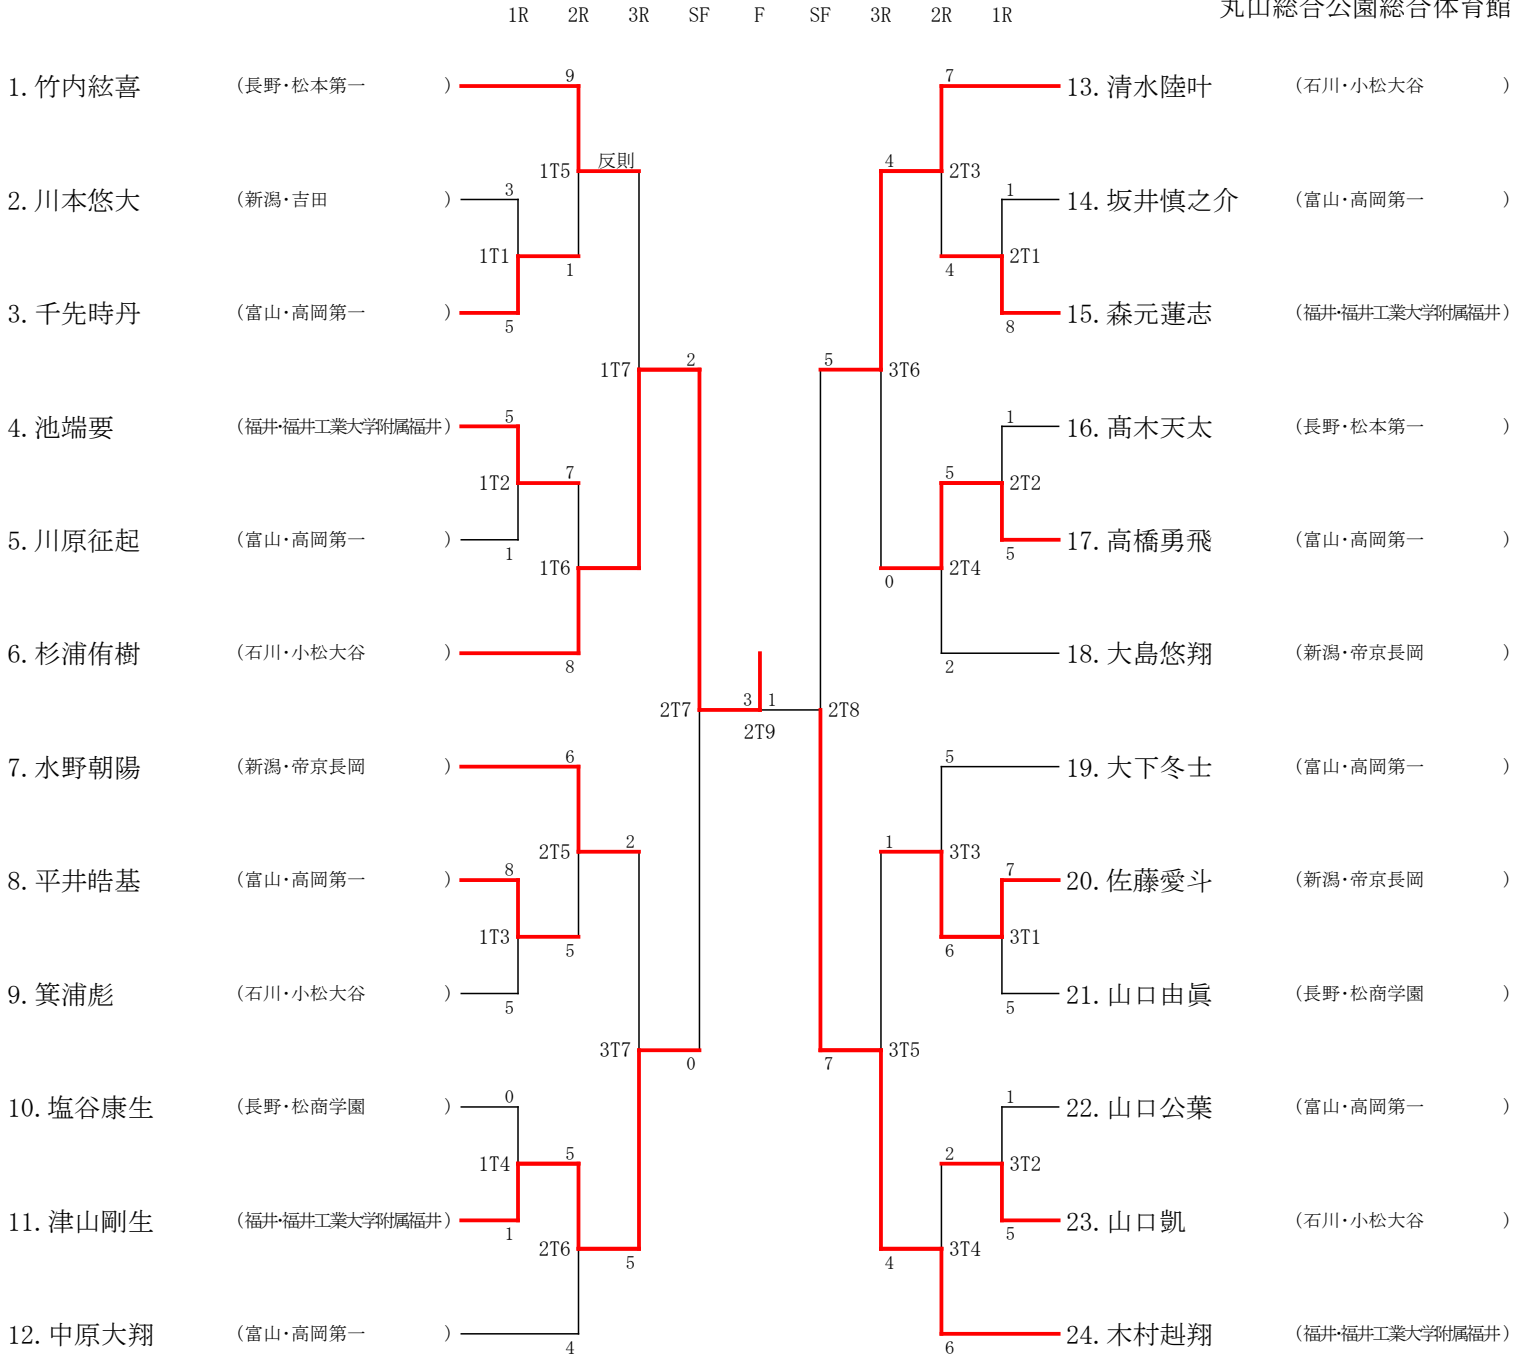 丸山総合公園総合体育館
1R 2R 3R SF F SF 3R 2R 1R
1. 竹内絃喜 (長野・松本第一 ) 9 7 13. 清水陸叶 (石川・小松大谷 )
1T5 反則 4 2T3
2. 川本悠大 (新潟・吉田 ) 3 1 14. 坂井慎之介 (富山・高岡第一 )
1T1 1 4 2T1
3. 千先時丹 (富山・高岡第一 ) 5 8 15. 森元蓮志 (福井・福井工業大学附属福井)
1T7 2 5 3T6
4. 池端要 (福井・福井工業大学附属福井) 5 1 16. 髙木天太 (長野・松本第一 )
1T2 7 5 2T2
5. 川原征起 (富山・高岡第一 ) 1 5 17. 高橋勇飛 (富山・高岡第一 )
1T6 0 2T4
6. 杉浦侑樹 (石川・小松大谷 ) 8 2 18. 大島悠翔 (新潟・帝京長岡 )
2T7 3 1 2T8
2T9
7. 水野朝陽 (新潟・帝京長岡 ) 6 5 19. 大下冬士 (富山・高岡第一 )
2T5 2 1 3T3
8. 平井皓基 (富山・高岡第一 ) 8 7 20. 佐藤愛斗 (新潟・帝京長岡 )
1T3 5 6 3T1
9. 箕浦彪 (石川・小松大谷 ) 5 5 21. 山口由眞 (長野・松商学園 )
3T7 0 7 3T5
10. 塩谷康生 (長野・松商学園 ) 0 1 22. 山口公葉 (富山・高岡第一 )
1T4 5 2 3T2
11. 津山剛生 (福井・福井工業大学附属福井) 1 5 23. 山口凱 (石川・小松大谷 )
2T6 5 4 3T4
12. 中原大翔 (富山・高岡第一 ) 4 6 24. 木村赳翔 (福井・福井工業大学附属福井)